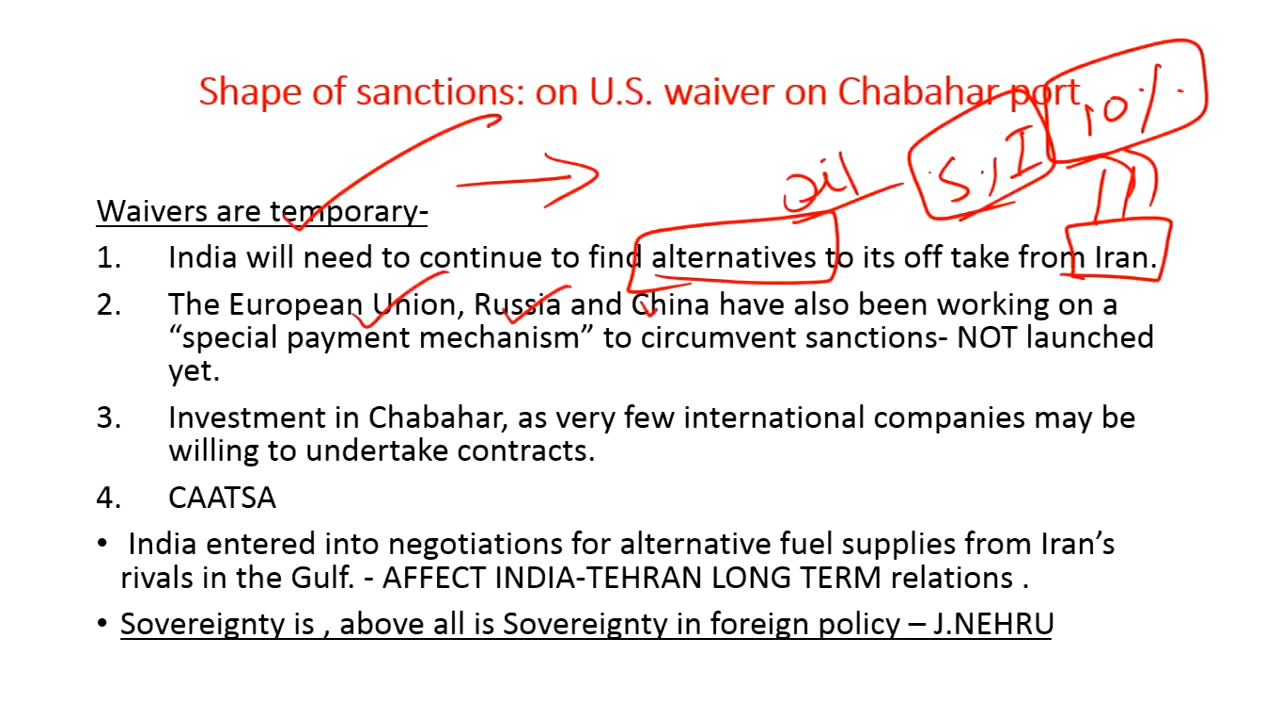 Shape of sanctions: on U.S. waiver on Chabahar port
10%
oil S, I
Waivers are temporary-
1. India will need to continue to find alternatives to its off take from Iran.
2. The European Union, Russia and China have also been working on a
“special payment mechanism” to circumvent sanctions- NOT launched
yet.
3. Investment in Chabahar, as very few international companies may be
willing to undertake contracts.
4. CAATSA
• India entered into negotiations for alternative fuel supplies from Iran’s
rivals in the Gulf. - AFFECT INDIA-TEHRAN LONG TERM relations .
• Sovereignty is , above all is Sovereignty in foreign policy – J.NEHRU